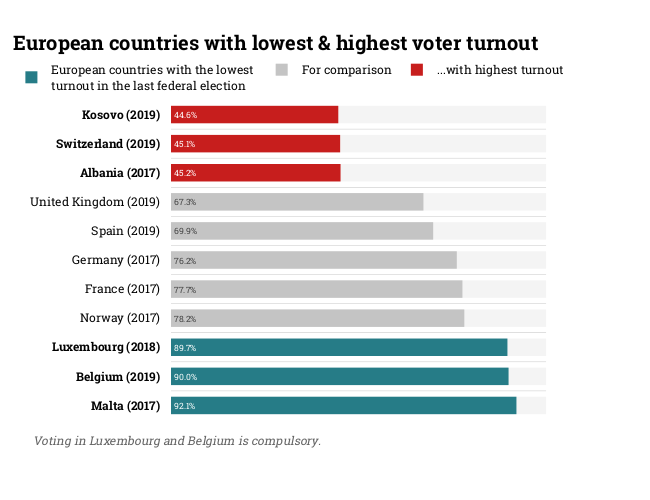 European countries with lowest & highest voter turnout
European countries with the lowest
turnout in the last federal election
For comparison
...with highest turnout
Kosovo (2019) 44.6%
Switzerland (2019) 45.1%
Albania (2017) 45.2%
United Kingdom (2019) 67.3%
Spain (2019) 69.9%
Germany (2017) 76.2%
France (2017) 77.7%
Norway (2017) 78.2%
Luxembourg (2018) 89.7%
Belgium (2019) 90.0%
Malta (2017) 92.1%
Voting in Luxembourg and Belgium is compulsory.